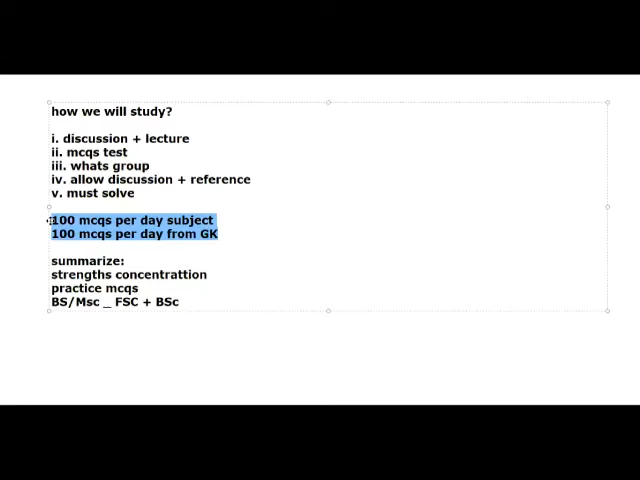 how we will study?
i. discussion + lecture
ii. mcqs test
iii. whats group
iv. allow discussion + reference
v. must solve
100 mcqs per day subject
100 mcqs per day from GK
summarize:
strengths concentrattion
practice mcqs
BS/Msc _ FSC + BSc